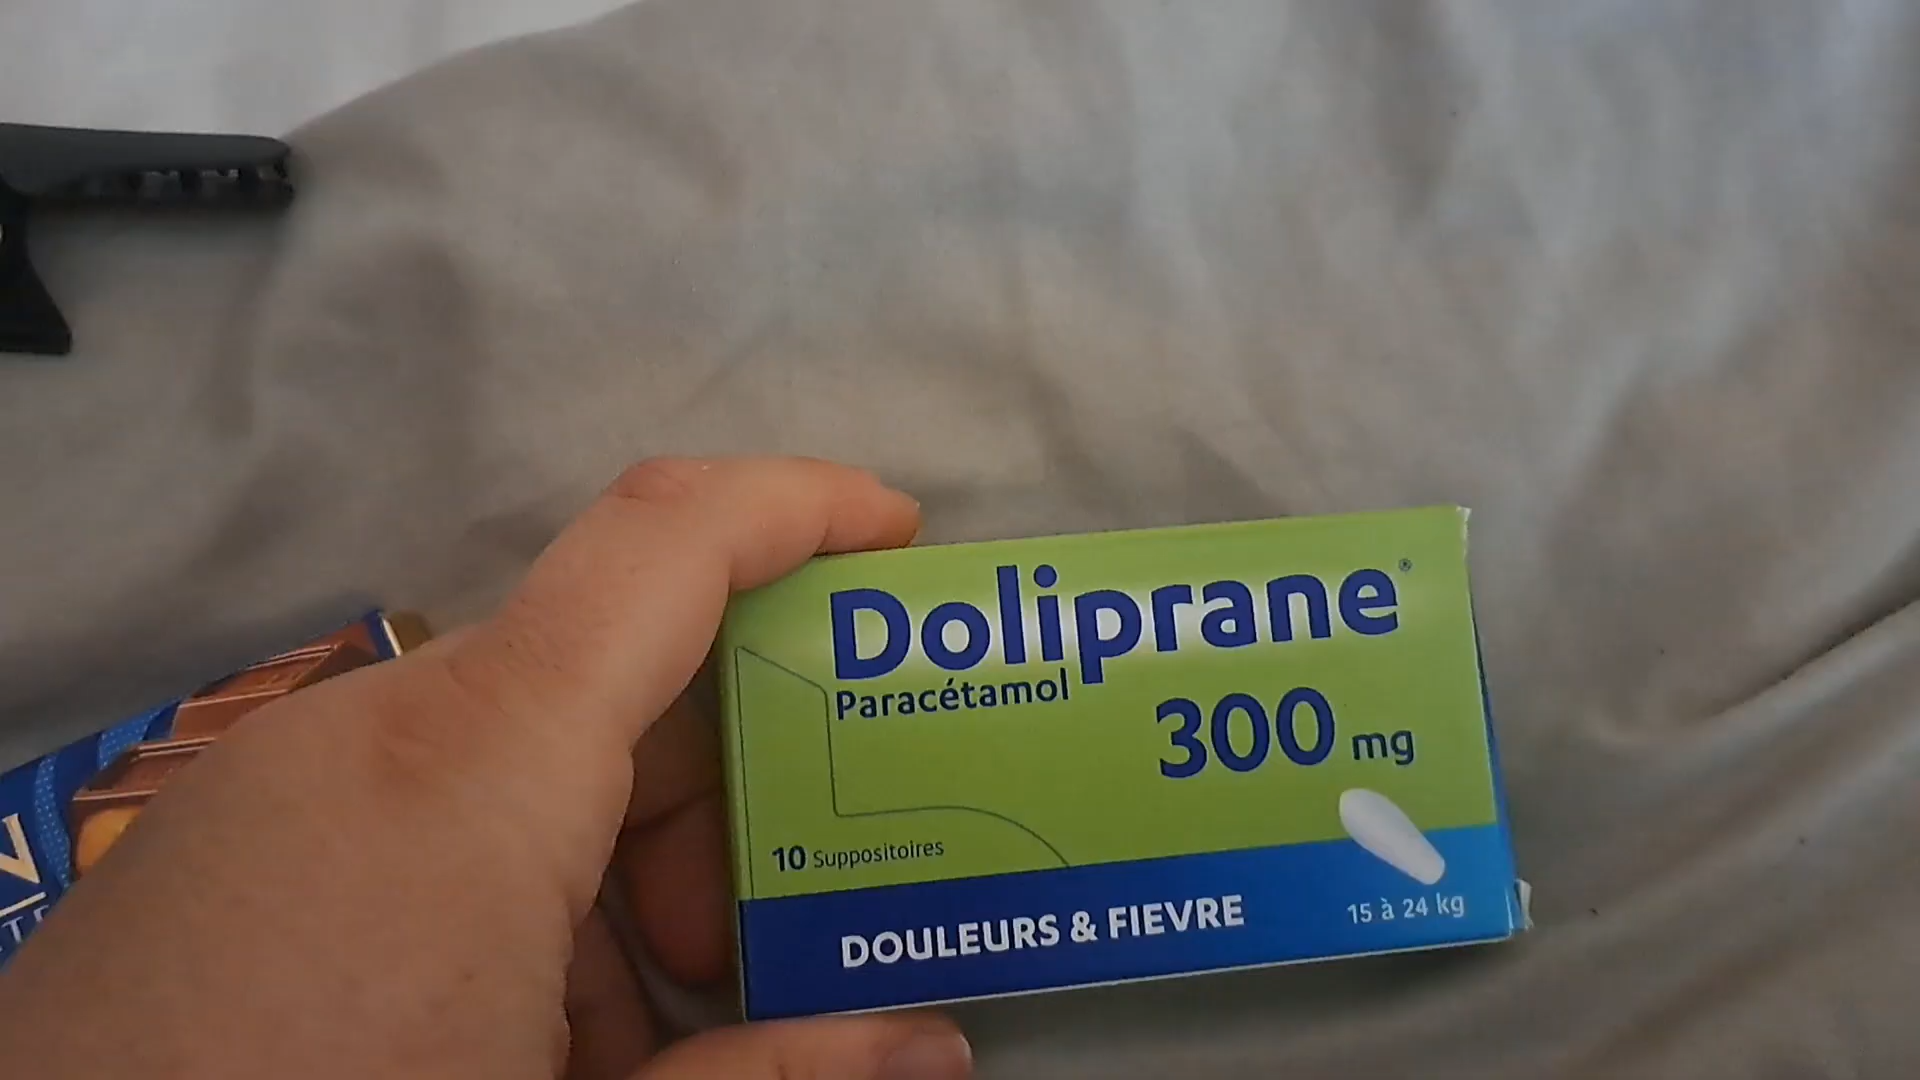 Doliprane®
Paracétamol
300 mg
10 Suppositoires
DOULEURS & FIEVRE
15 à 24 kg